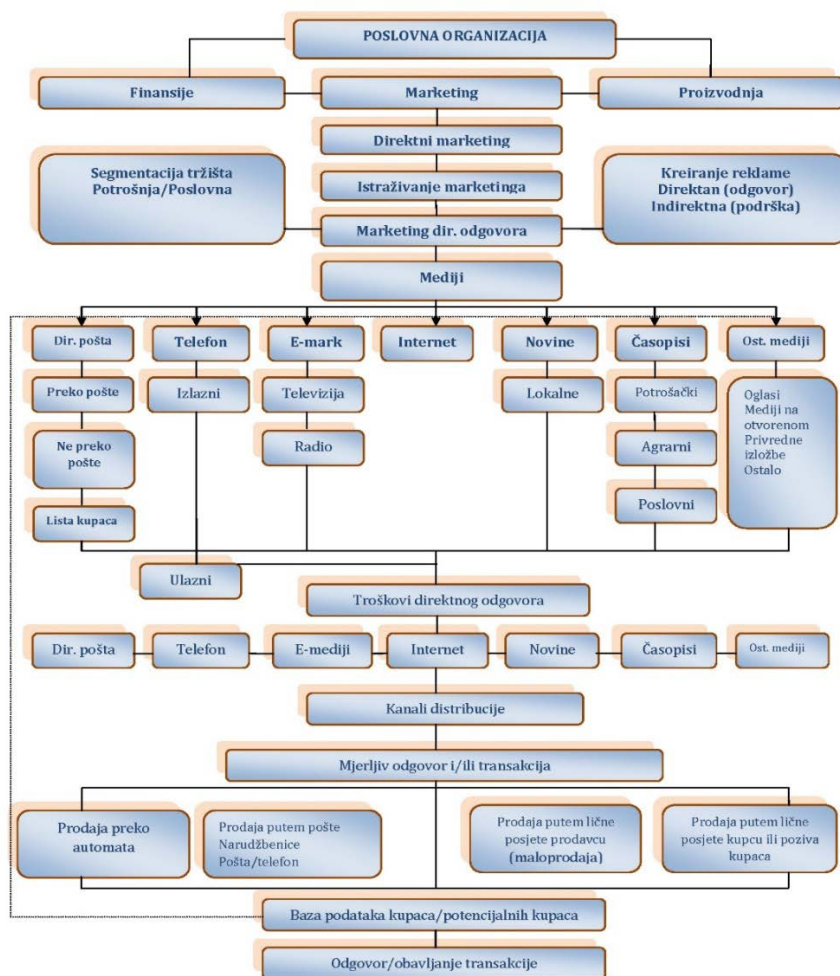 POSLOVNA ORGANIZACIJA
Finansije
Marketing
Proizvodnja
Direktni marketing
Segmentacija tržišta
Potrošnja/Poslovna
Istraživanje marketinga
Kreiranje reklame
Direktan (odgovor)
Indirektna (podrška)
Marketing dir. odgovora
Mediji
Dir. pošta
Telefon
E-mark
Internet
Novine
Časopisi
Ost. mediji
Preko pošte
Izlazni
Televizija
Lokalne
Potrošački
Oglasi
Mediji na
otvorenom
Privredne
izložbe
Ostalo
Ne preko
pošte
Radio
Agrarni
Lista kupaca
Poslovni
Ulazni
Troškovi direktnog odgovora
Dir. pošta
Telefon
E-mediji
Internet
Novine
Časopisi
Ost. mediji
Kanali distribucije
Mjerljiv odgovor i/ili transakcija
Prodaja preko
automata
Prodaja putem pošte
Narudžbenice
Pošta/telefon
Prodaja putem lične
posjete prodavcu
(maloprodaja)
Prodaja putem lične
posjete kupcu ili poziva
kupaca
Baza podataka kupaca/potencijalnih kupaca
Odgovor/obavljanje transakcije